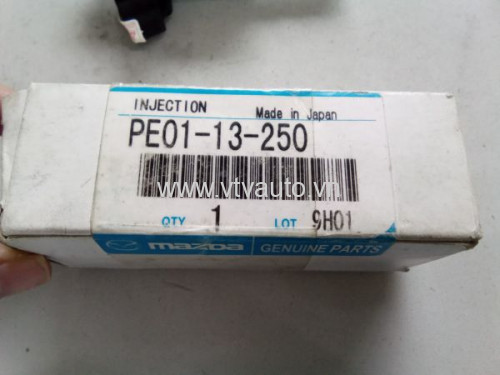 INJECTION Made in Japan
PE01-13-250
www.vtvauto.vn
QTY 1 LOT 9H01
mazda GENUINE PARTS